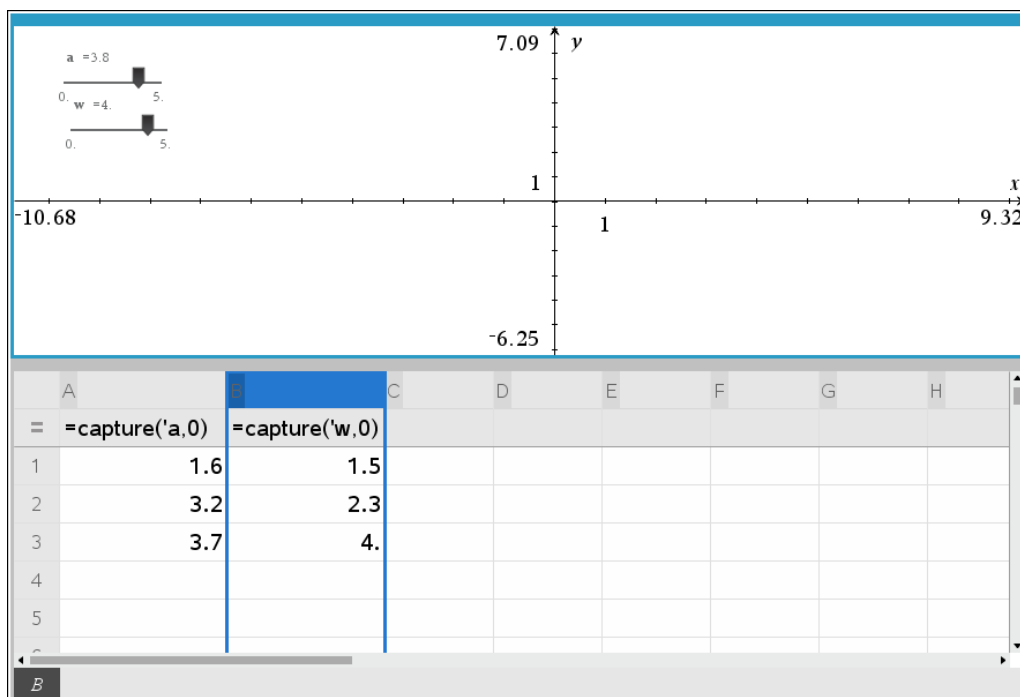 7.09 y
a =3.8
0. 5.
w =4.
0. 5.
1 x
-10.68 1 9.32
-6.25
A B C D E F G H
= =capture('a,0) =capture('w,0)
1 1.6 1.5
2 3.2 2.3
3 3.7 4.
4
5
B